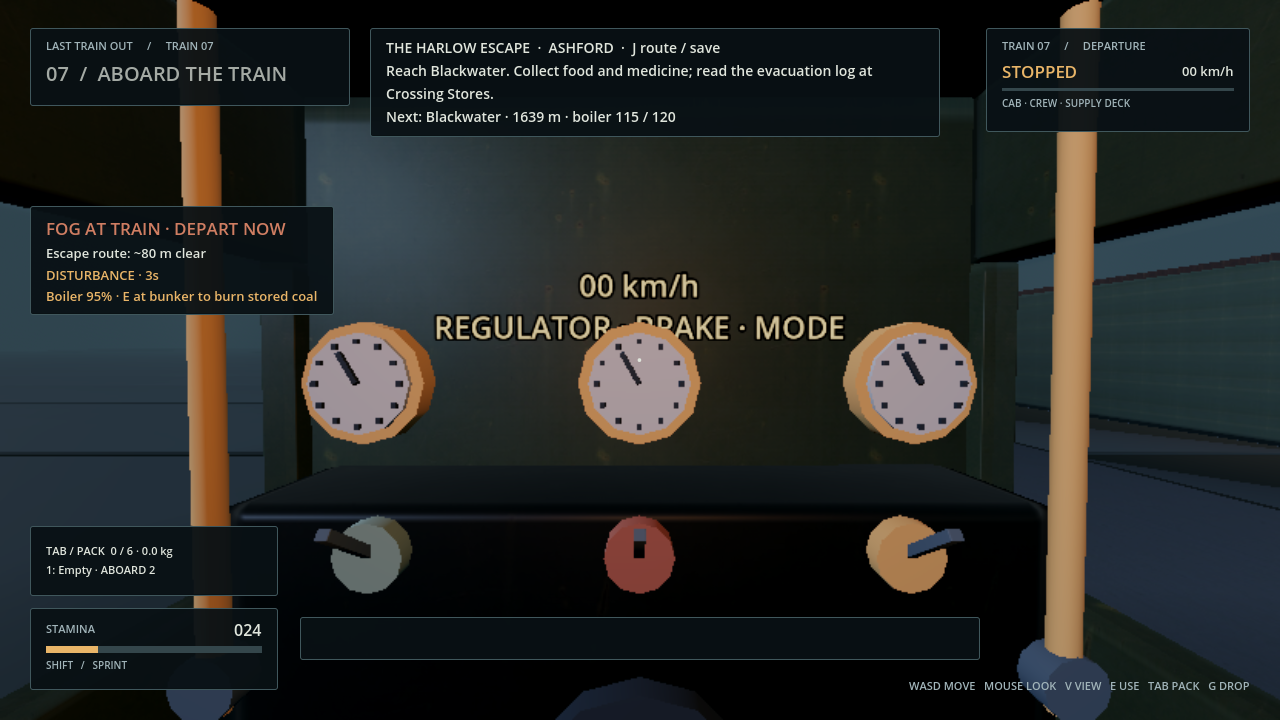 LAST TRAIN OUT / TRAIN 07
07 / ABOARD THE TRAIN
THE HARLOW ESCAPE · ASHFORD · J route / save
Reach Blackwater. Collect food and medicine; read the evacuation log at
Crossing Stores.
Next: Blackwater · 1639 m · boiler 115 / 120
TRAIN 07 / DEPARTURE
STOPPED 00 km/h
CAB · CREW · SUPPLY DECK
FOG AT TRAIN · DEPART NOW
Escape route: ~80 m clear
DISTURBANCE · 3s
Boiler 95% · E at bunker to burn stored coal
00 km/h
REGULATOR · BRAKE · MODE
TAB / PACK 0 / 6 · 0.0 kg
1: Empty · ABOARD 2
STAMINA 024
SHIFT / SPRINT
WASD MOVE MOUSE LOOK V VIEW E USE TAB PACK G DROP